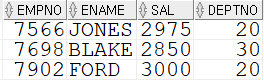 EMPNO ENAME SAL DEPTNO
7566 JONES 2975 20
7698 BLAKE 2850 30
7902 FORD 3000 20